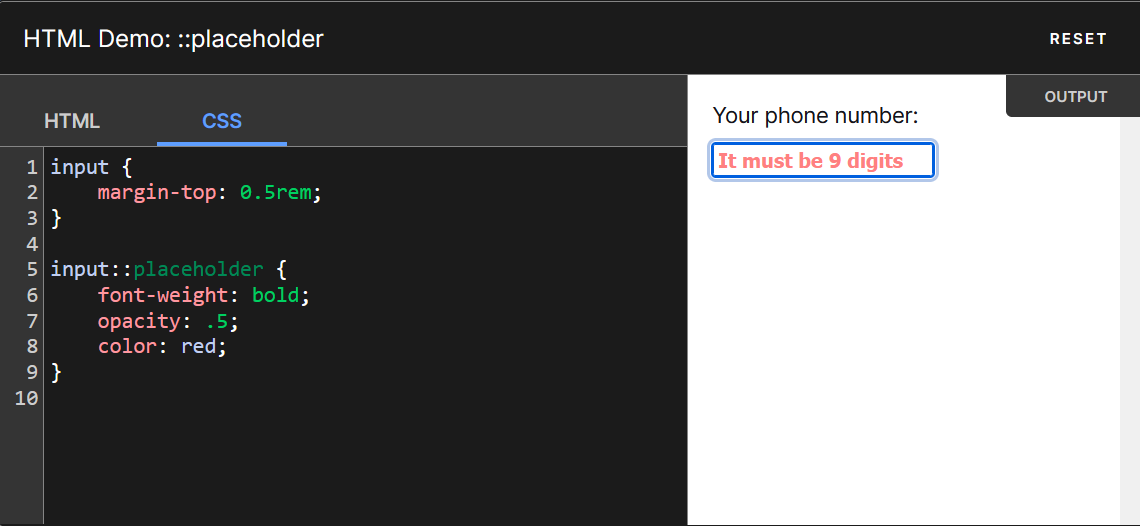 HTML Demo: ::placeholder
RESET
HTML
CSS
1 input {
2     margin-top: 0.5rem;
3 }
4
5 input::placeholder {
6     font-weight: bold;
7     opacity: .5;
8     color: red;
9 }
10
OUTPUT
Your phone number:
It must be 9 digits